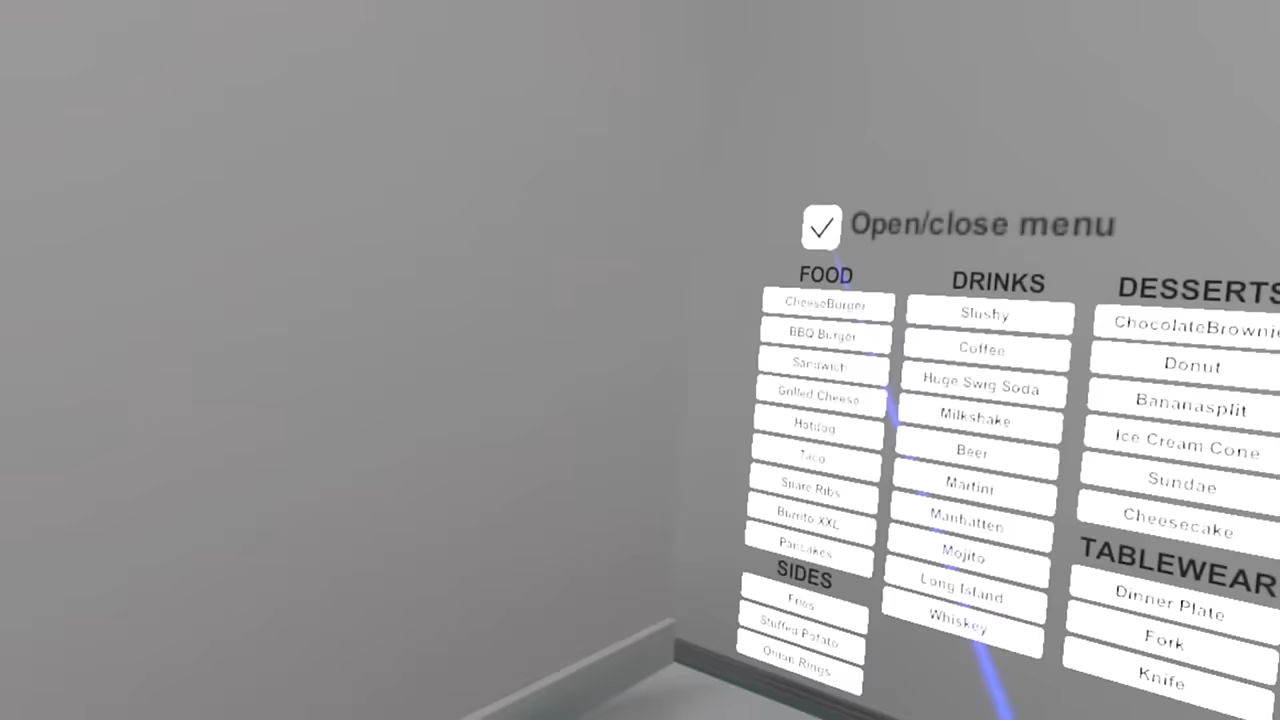 Open/close menu
FOOD
CheeseBurger
BBQ Burger
Sandwich
Grilled Cheese
Hotdog
Taco
Spare Ribs
Burrito XXL
Pancakes
SIDES
Fries
Stuffed Potato
Onion Rings
DRINKS
Slushy
Coffee
Huge Swig Soda
Milkshake
Beer
Martini
Manhatten
Mojito
Long Island
Whiskey
DESSERTS
ChocolateBrownie
Donut
Bananasplit
Ice Cream Cone
Sundae
Cheesecake
TABLEWEAR
Dinner Plate
Fork
Knife